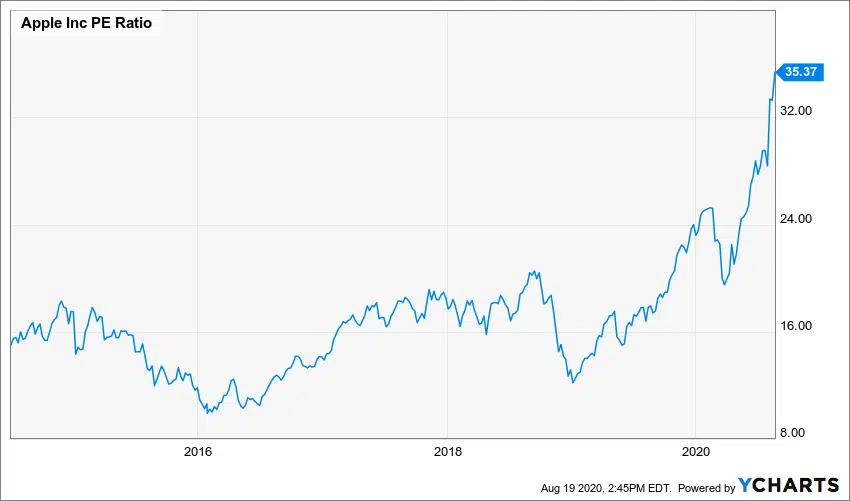 Apple Inc PE Ratio
35.37
32.00
24.00
16.00
8.00
2016 2018 2020
Aug 19 2020, 2:45PM EDT. Powered by YCHARTS